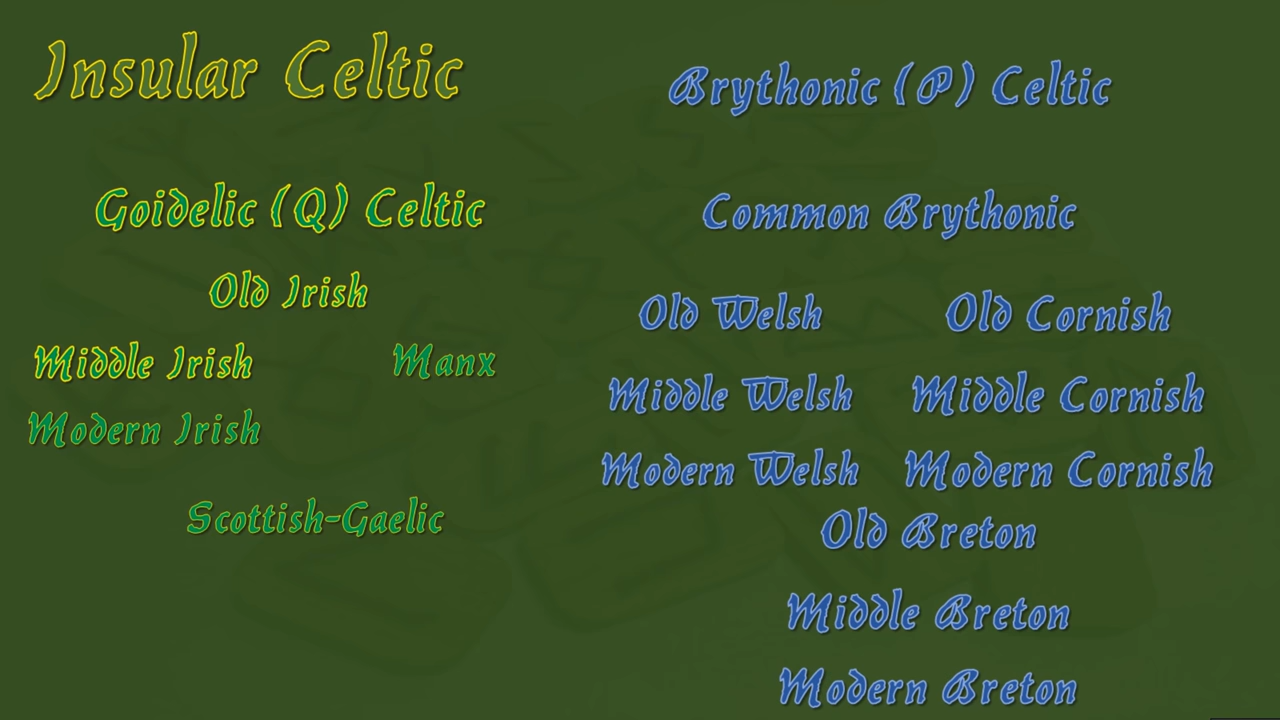 Insular Celtic
Goidelic (Q) Celtic
Old Irish
Middle Irish
Manx
Modern Irish
Scottish-Gaelic
Brythonic (P) Celtic
Common Brythonic
Old Welsh
Old Cornish
Middle Welsh
Middle Cornish
Modern Welsh
Modern Cornish
Old Breton
Middle Breton
Modern Breton